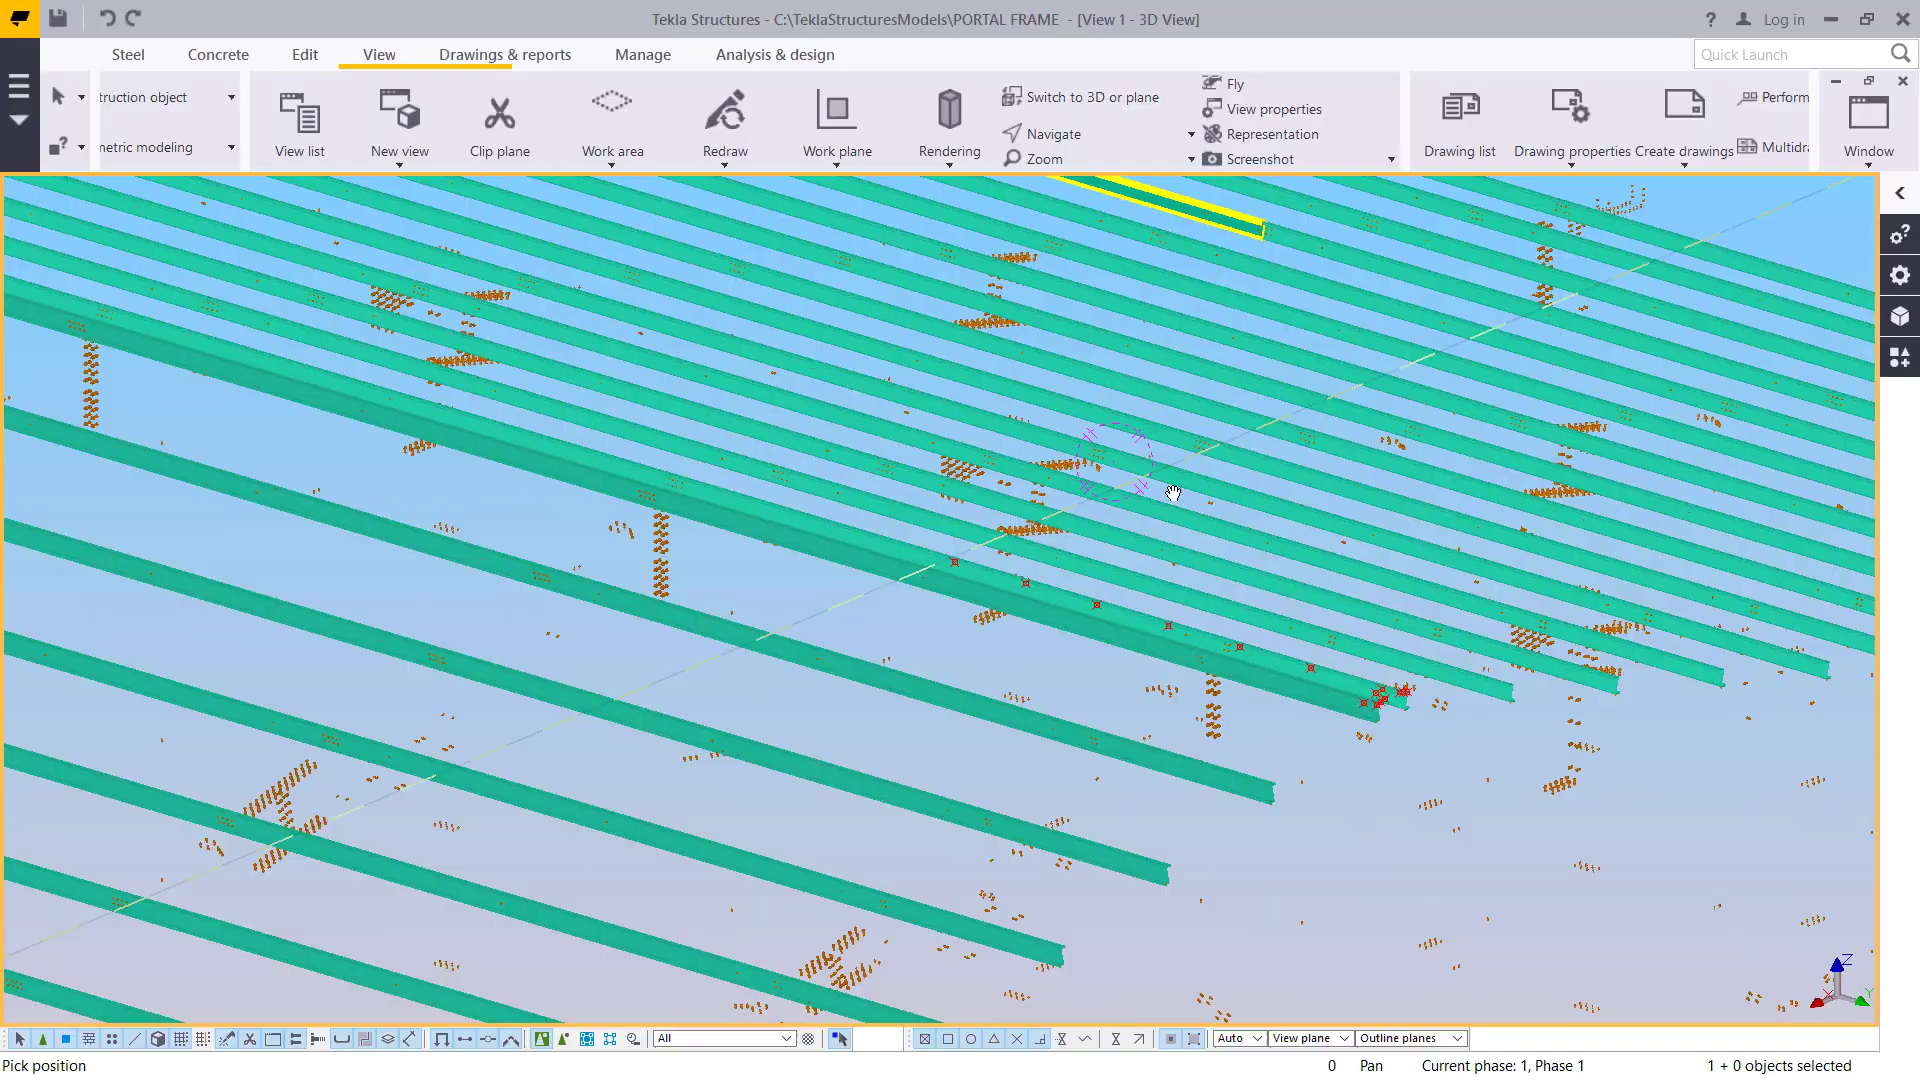 Tekla Structures - C:\TeklaStructuresModels\PORTAL FRAME - [View 1 - 3D View]
? Log in
Steel Concrete Edit View Drawings & reports Manage Analysis & design
Quick Launch
truction object
netric modeling
View list
New view
Clip plane
Work area
Redraw
Work plane
Rendering
Switch to 3D or plane
Navigate
Zoom
Fly
View properties
Representation
Screenshot
Drawing list
Drawing properties
Create drawings
Perform
Multidra
Window
Z
Y
X
All
Auto
View plane
Outline planes
Pick position
0 Pan Current phase: 1, Phase 1 1 + 0 objects selected